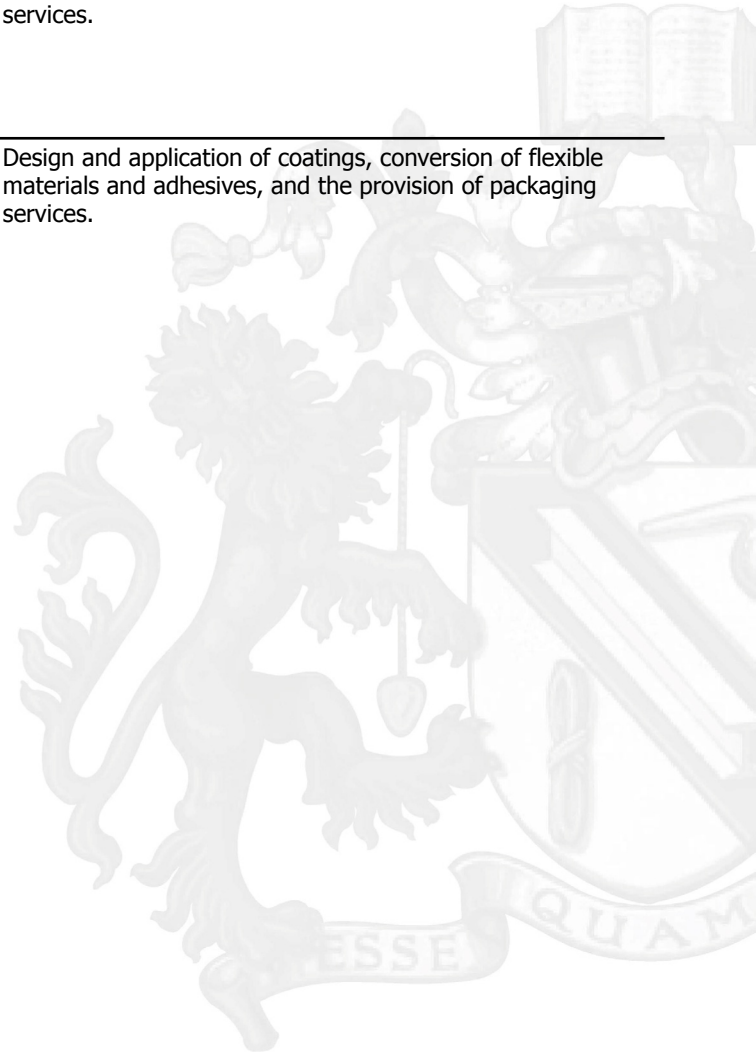 services.
Design and application of coatings, conversion of flexible
materials and adhesives, and the provision of packaging
services.
ESSE
QUAM